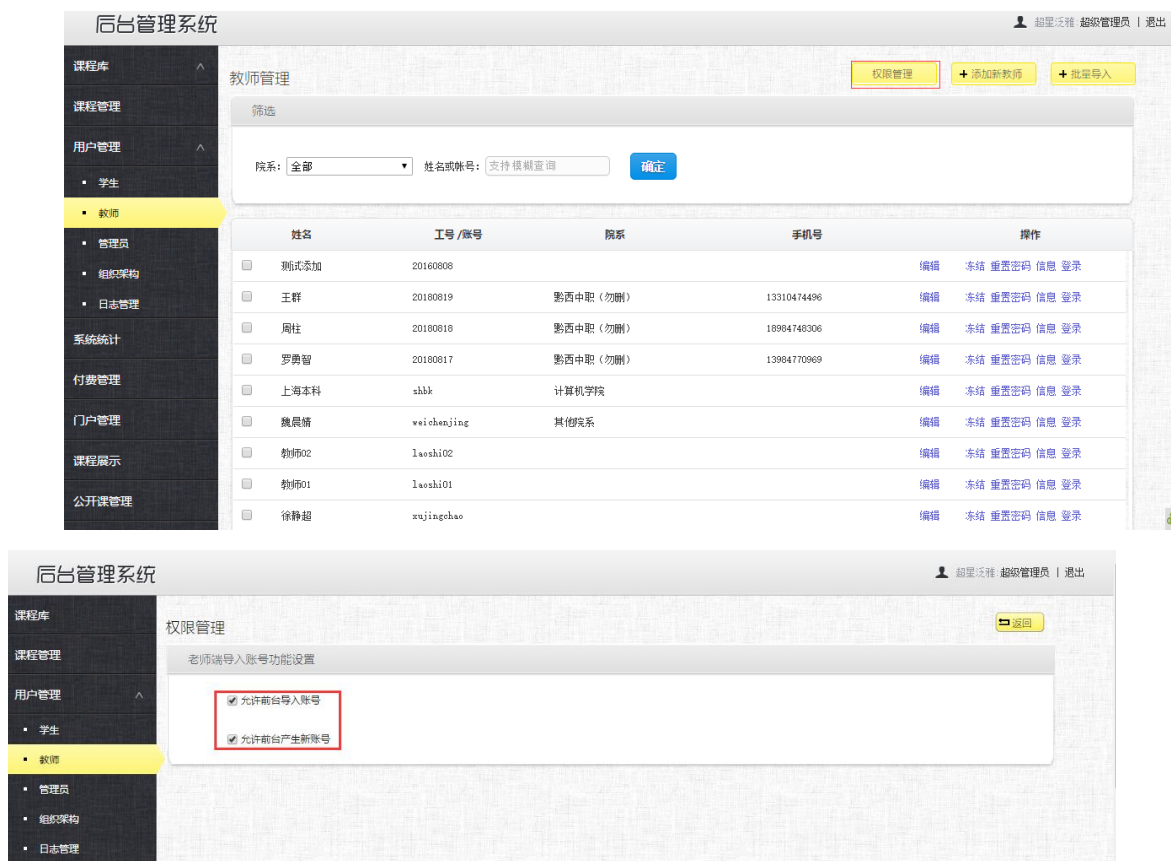 后台管理系统
超星泛雅 超级管理员 | 退出
课程库
课程管理
用户管理
学生
教师
管理员
组织架构
日志管理
系统统计
付费管理
门户管理
课程展示
公开课管理
教师管理
权限管理
+ 添加新教师
+ 批量导入
筛选
院系: 全部 姓名或帐号: 支持模糊查询 确定
姓名 工号/账号 院系 手机号 操作
测试添加 20160808 编辑 冻结 重置密码 信息 登录
王群 20180819 黔西中职(勿删) 13310474496 编辑 冻结 重置密码 信息 登录
周柱 20180818 黔西中职(勿删) 18984748306 编辑 冻结 重置密码 信息 登录
罗勇智 20180817 黔西中职(勿删) 13984770969 编辑 冻结 重置密码 信息 登录
上海本科 shbk 计算机学院 编辑 冻结 重置密码 信息 登录
魏晨婧 weichenjing 其他院系 编辑 冻结 重置密码 信息 登录
教师02 laoshi02 编辑 冻结 重置密码 信息 登录
教师01 laoshi01 编辑 冻结 重置密码 信息 登录
徐静超 xujingchao 编辑 冻结 重置密码 信息 登录
后台管理系统
超星泛雅 超级管理员 | 退出
课程库
课程管理
用户管理
学生
教师
管理员
组织架构
日志管理
权限管理
返回
老师端导入账号功能设置
允许前台导入账号
允许前台产生新账号